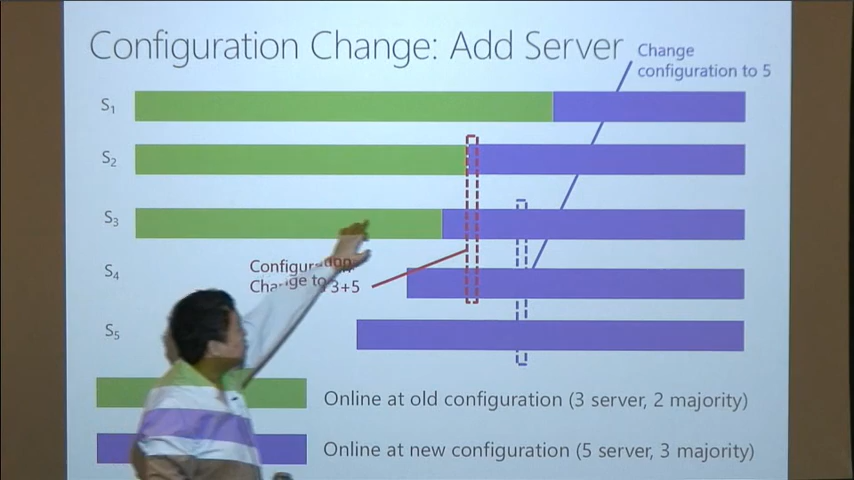 Configuration Change: Add Server
Change
configuration to 5
S1
S2
S3
S4
S5
Change to 3+5
Online at old configuration (3 server, 2 majority)
Online at new configuration (5 server, 3 majority)